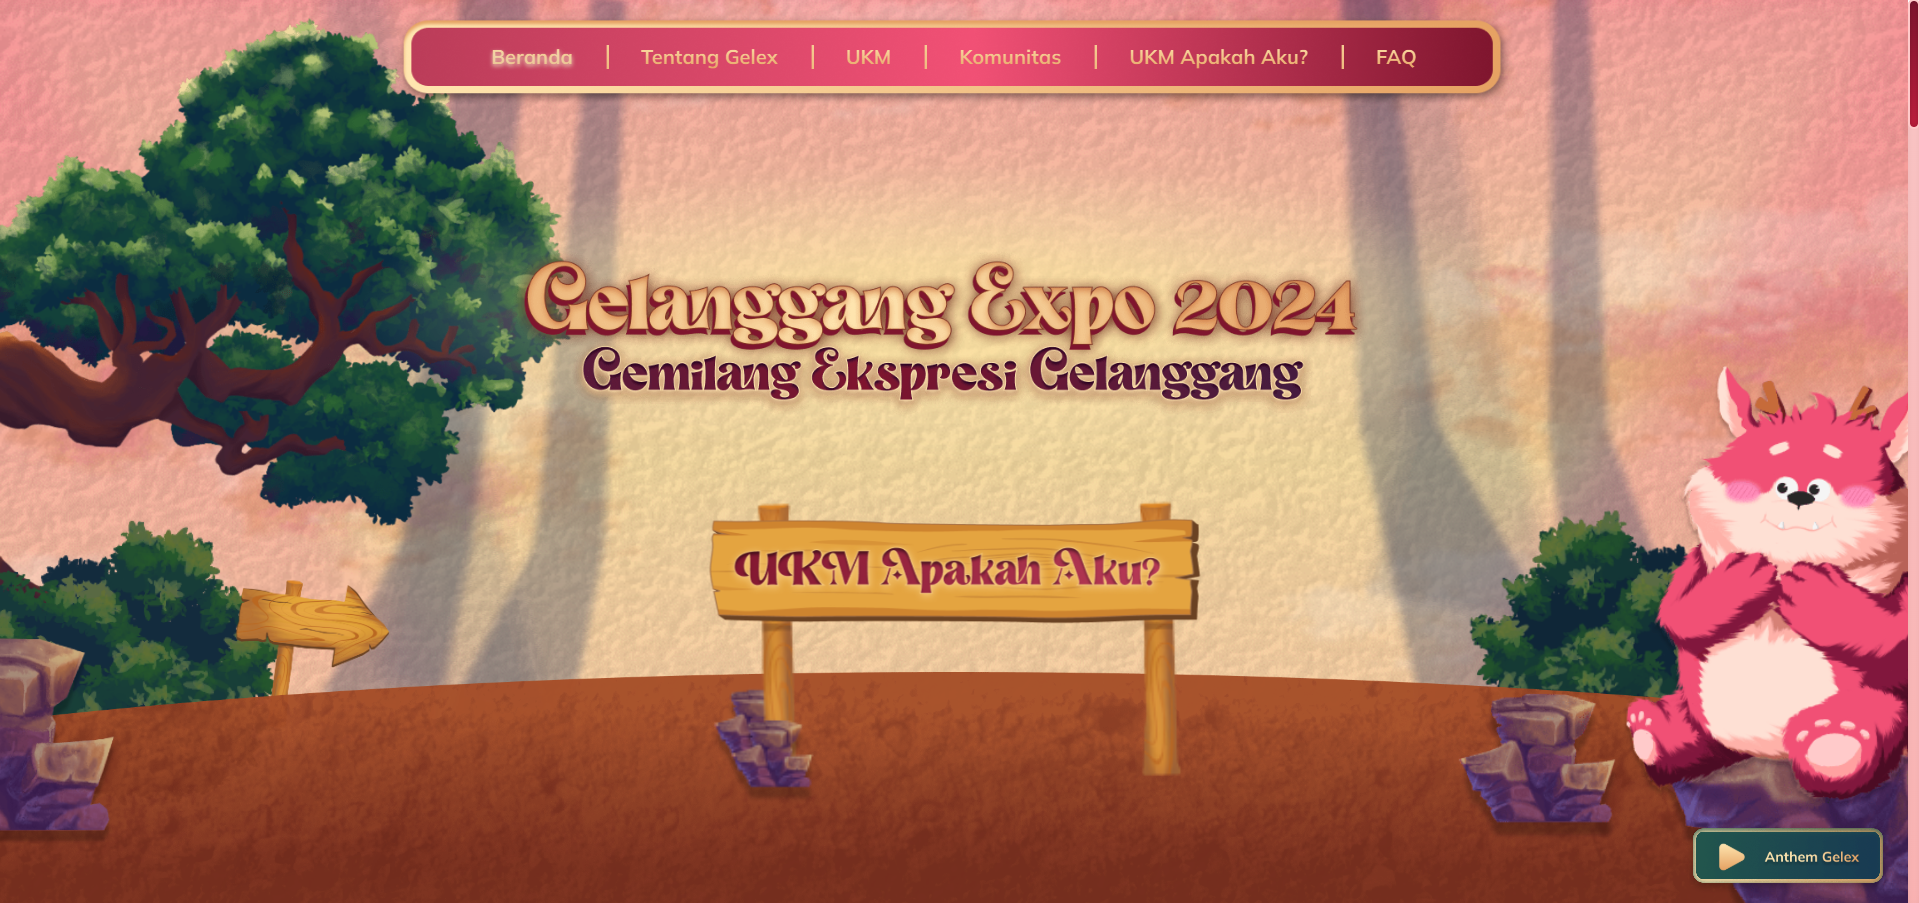 Beranda | Tentang Gelex | UKM | Komunitas | UKM Apakah Aku? | FAQ
Gelanggang Expo 2024
Gemilang Ekspresi Gelanggang
UKM Apakah Aku?
Anthem Gelex